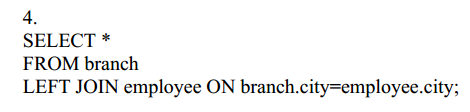 4.
SELECT *
FROM branch
LEFT JOIN employee ON branch.city=employee.city;